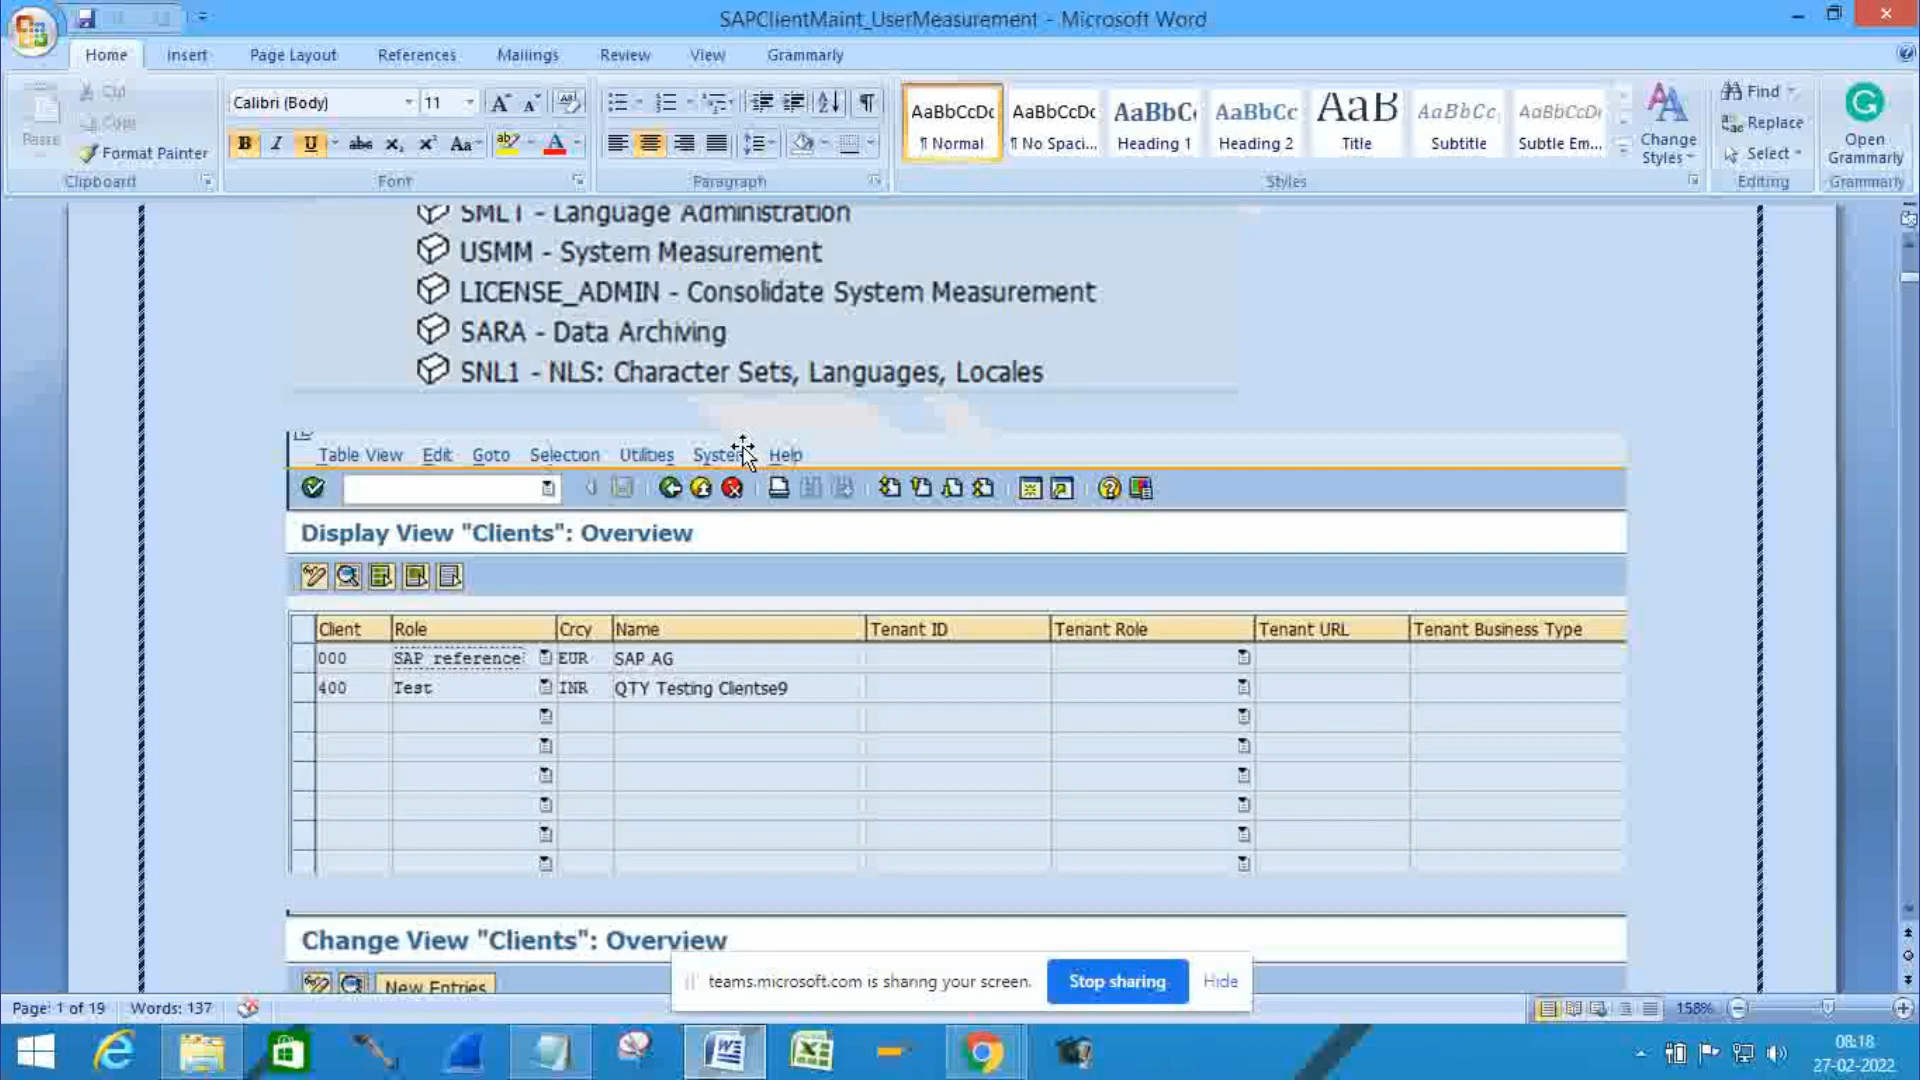 SAPClientMaint_UserMeasurement - Microsoft Word
Home Insert Page Layout References Mailings Review View Grammarly
Paste
Cut
Copy
Format Painter
Clipboard
Calibri (Body) 11
Font
Paragraph
AaBbCcDc AaBbCcDc AaBbC AaBbCc AaB AaBbCc AaBbCcDc
¶ Normal ¶ No Spaci... Heading 1 Heading 2 Title Subtitle Subtle Em...
Styles
Change Styles
Find
Replace
Select
Editing
Open Grammarly
Grammarly
SMLT - Language Administration
USMM - System Measurement
LICENSE_ADMIN - Consolidate System Measurement
SARA - Data Archiving
SNL1 - NLS: Character Sets, Languages, Locales
Table View Edit Goto Selection Utilities System Help
Display View "Clients": Overview
Client Role Crcy Name Tenant ID Tenant Role Tenant URL Tenant Business Type
000 SAP reference EUR SAP AG
400 Test INR QTY Testing Clientse9
Change View "Clients": Overview
New Entries
teams.microsoft.com is sharing your screen. Stop sharing Hide
Page: 1 of 19 Words: 137 158%
08:18
27-02-2022